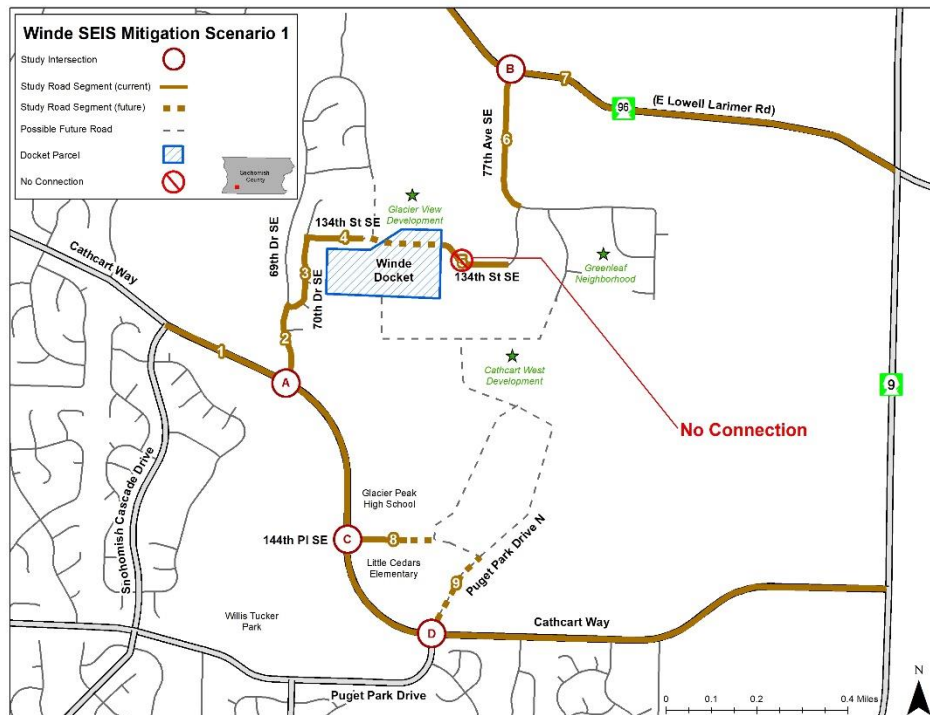 Winde SEIS Mitigation Scenario 1
Study Intersection
Study Road Segment (current)
Study Road Segment (future)
Possible Future Road
Docket Parcel
No Connection
Snohomish
County
B
7
(E Lowell Larimer Rd)
96
77th Ave SE
6
Glacier View
Development
134th St SE
4
69th Dr SE
Cathcart Way
Winde
Docket
134th St SE
Greenleaf
Neighborhood
3
70th Dr SE
2
1
A
Cathcart West
Development
9
No Connection
Snohomish Cascade Drive
Glacier Peak
High School
144th Pl SE
C
8
Little Cedars
Elementary
9
Puget Park Drive N
Willis Tucker
Park
D
Cathcart Way
Puget Park Drive
N
0 0.1 0.2 0.4 Miles